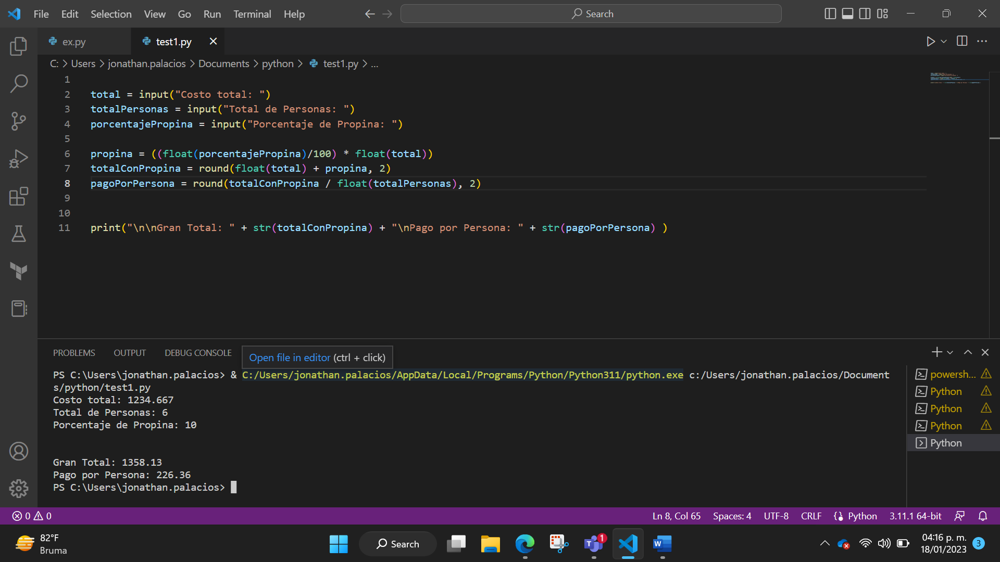 File Edit Selection View Go Run Terminal Help Search
ex.py test1.py
C: > Users > jonathan.palacios > Documents > python > test1.py > ...
1
2 total = input("Costo total: ")
3 totalPersonas = input("Total de Personas: ")
4 porcentajePropina = input("Porcentaje de Propina: ")
5
6 propina = ((float(porcentajePropina)/100) * float(total))
7 totalConPropina = round(float(total) + propina, 2)
8 pagoPorPersona = round(totalConPropina / float(totalPersonas), 2)
9
10
11 print("\n\nGran Total: " + str(totalConPropina) + "\nPago por Persona: " + str(pagoPorPersona) )
PROBLEMS OUTPUT DEBUG CONSOLE Open file in editor (ctrl + click)
PS C:\Users\jonathan.palacios> & C:/Users/jonathan.palacios/AppData/Local/Programs/Python/Python311/python.exe c:/Users/jonathan.palacios/Document
s/python/test1.py
Costo total: 1234.667
Total de Personas: 6
Porcentaje de Propina: 10
Gran Total: 1358.13
Pago por Persona: 226.36
PS C:\Users\jonathan.palacios>
powersh...
Python
Python
Python
Python
0 0 Ln 8, Col 65 Spaces: 4 UTF-8 CRLF Python 3.11.1 64-bit
82°F
Bruma
Search
1
04:16 p. m.
18/01/2023
3